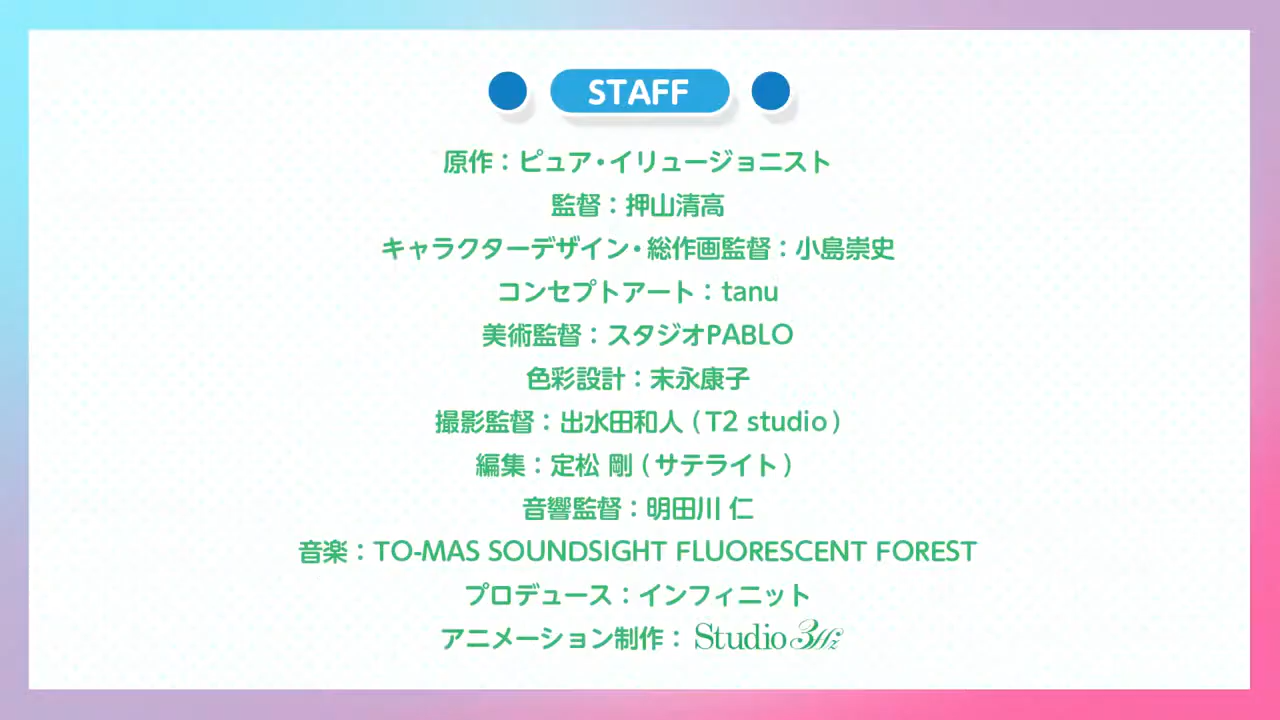 STAFF
原作：ピュア・イリュージョニスト
監督：押山清高
キャラクターデザイン・総作画監督：小島崇史
コンセプトアート：tanu
美術監督：スタジオPABLO
色彩設計：末永康子
撮影監督：出水田和人（T2 studio）
編集：定松 剛（サテライト）
音響監督：明田川 仁
音楽：TO-MAS SOUNDSIGHT FLUORESCENT FOREST
プロデュース：インフィニット
アニメーション制作：Studio 3Hz